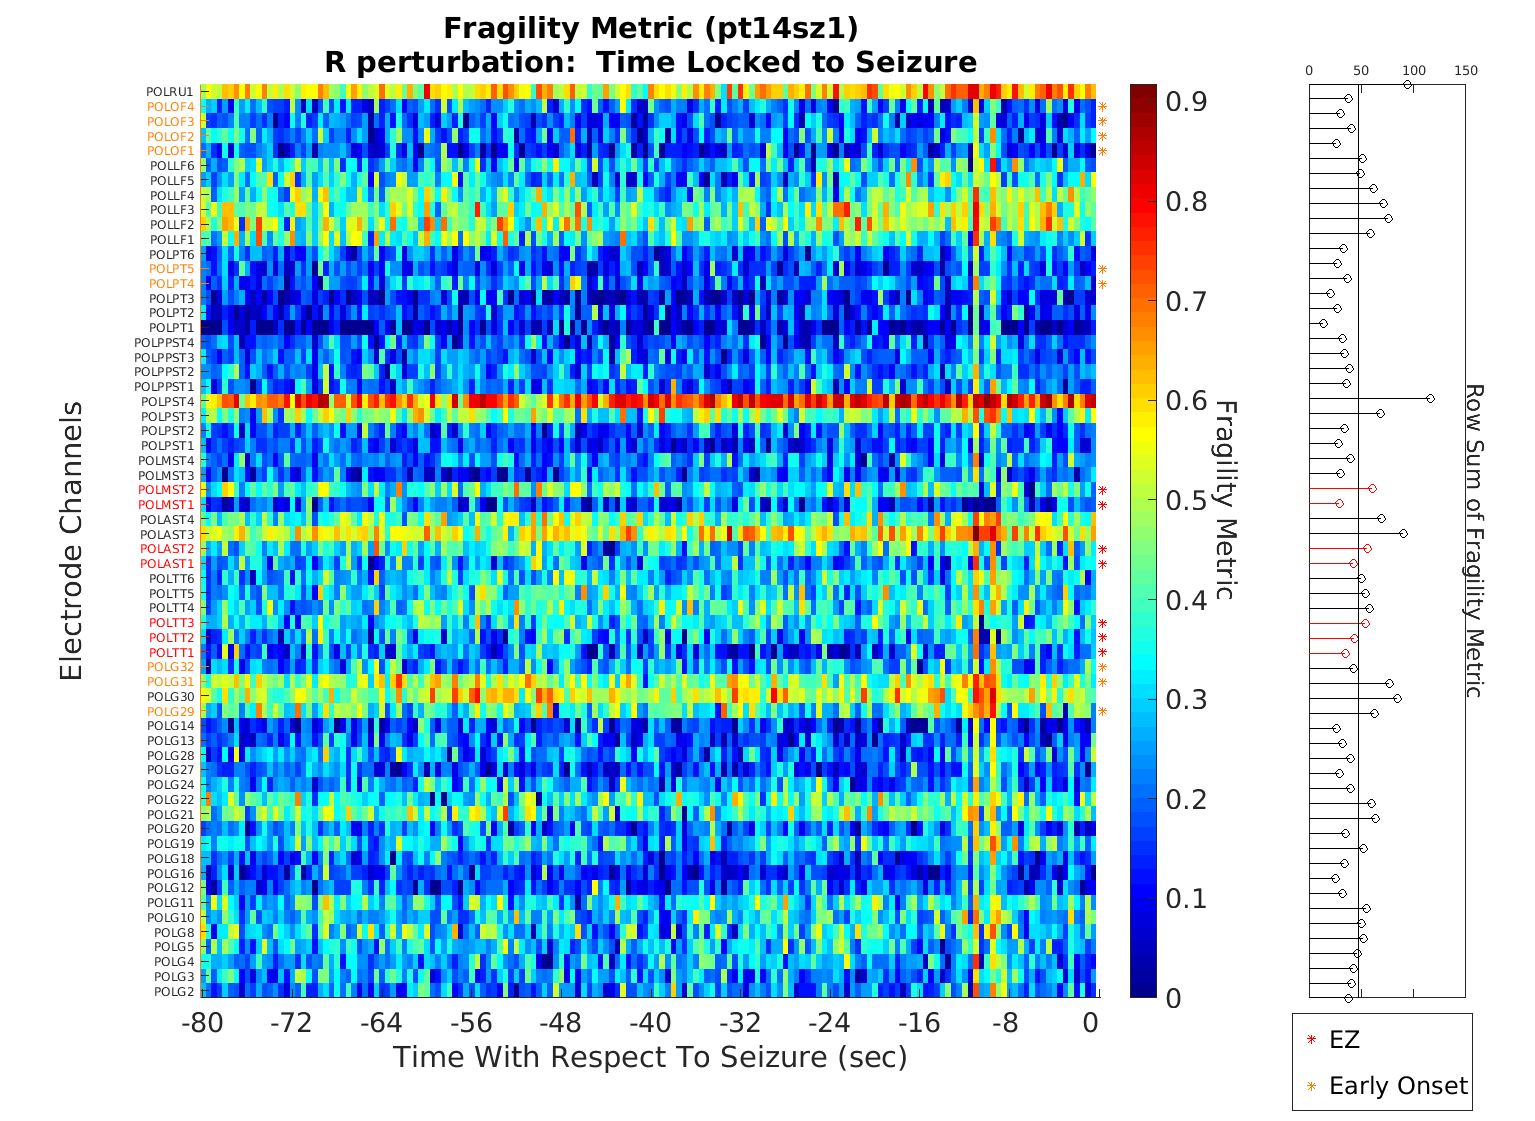 Fragility Metric (pt14sz1)
R perturbation:  Time Locked to Seizure
Electrode Channels
POLRU1
POLOF4
POLOF3
POLOF2
POLOF1
POLLF6
POLLF5
POLLF4
POLLF3
POLLF2
POLLF1
POLPT6
POLPT5
POLPT4
POLPT3
POLPT2
POLPT1
POLPPST4
POLPPST3
POLPPST2
POLPPST1
POLPST4
POLPST3
POLPST2
POLPST1
POLMST4
POLMST3
POLMST2
POLMST1
POLAST4
POLAST3
POLAST2
POLAST1
POLTT6
POLTT5
POLTT4
POLTT3
POLTT2
POLTT1
POLG32
POLG31
POLG30
POLG29
POLG14
POLG13
POLG28
POLG27
POLG24
POLG22
POLG21
POLG20
POLG19
POLG18
POLG16
POLG12
POLG11
POLG10
POLG8
POLG5
POLG4
POLG3
POLG2
-80 -72 -64 -56 -48 -40 -32 -24 -16 -8 0
Time With Respect To Seizure (sec)
0.9
0.8
0.7
0.6
0.5
0.4
0.3
0.2
0.1
0
Fragility Metric
0 50 100 150
Row Sum of Fragility Metric
EZ
Early Onset